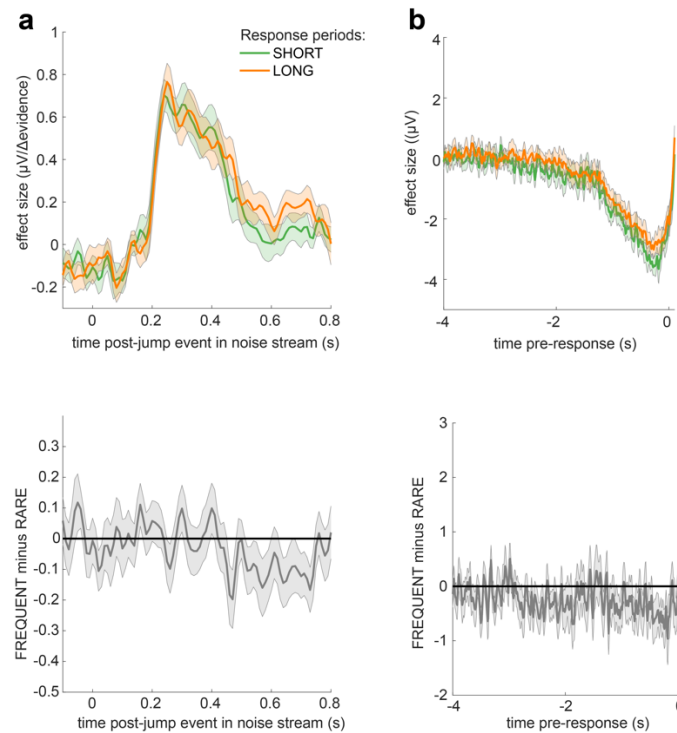 a
Response periods:
SHORT
LONG
effect size (µV/Δevidence)
1
0.8
0.6
0.4
0.2
0
-0.2
0 0.2 0.4 0.6 0.8
time post-jump event in noise stream (s)
b
effect size ((µV)
4
2
0
-2
-4
-4 -2 0
time pre-response (s)
FREQUENT minus RARE
0.3
0.2
0.1
0
-0.1
-0.2
-0.3
-0.4
-0.5
0 0.2 0.4 0.6 0.8
time post-jump event in noise stream (s)
FREQUENT minus RARE
3
2
1
0
-1
-2
-4 -2 0
time pre-response (s)